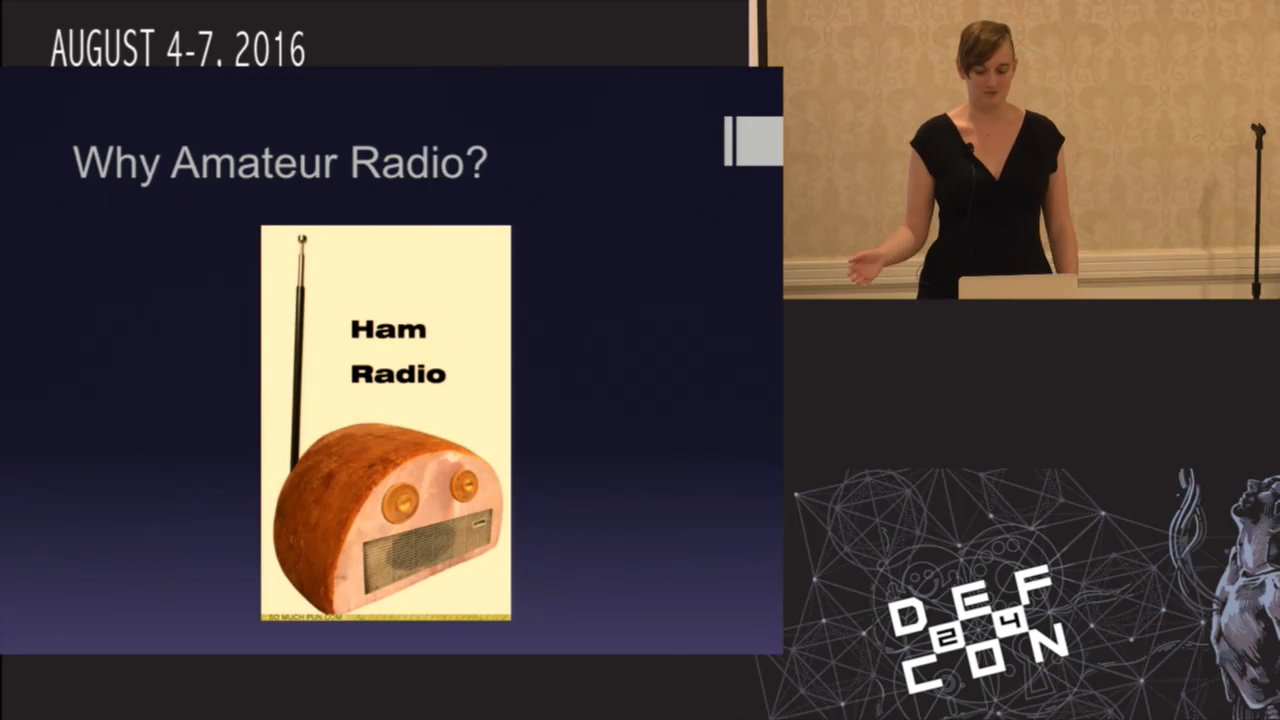 AUGUST 4-7, 2016
Why Amateur Radio?
Ham
Radio
SO MUCH PUN.COM
DEF
24
CON